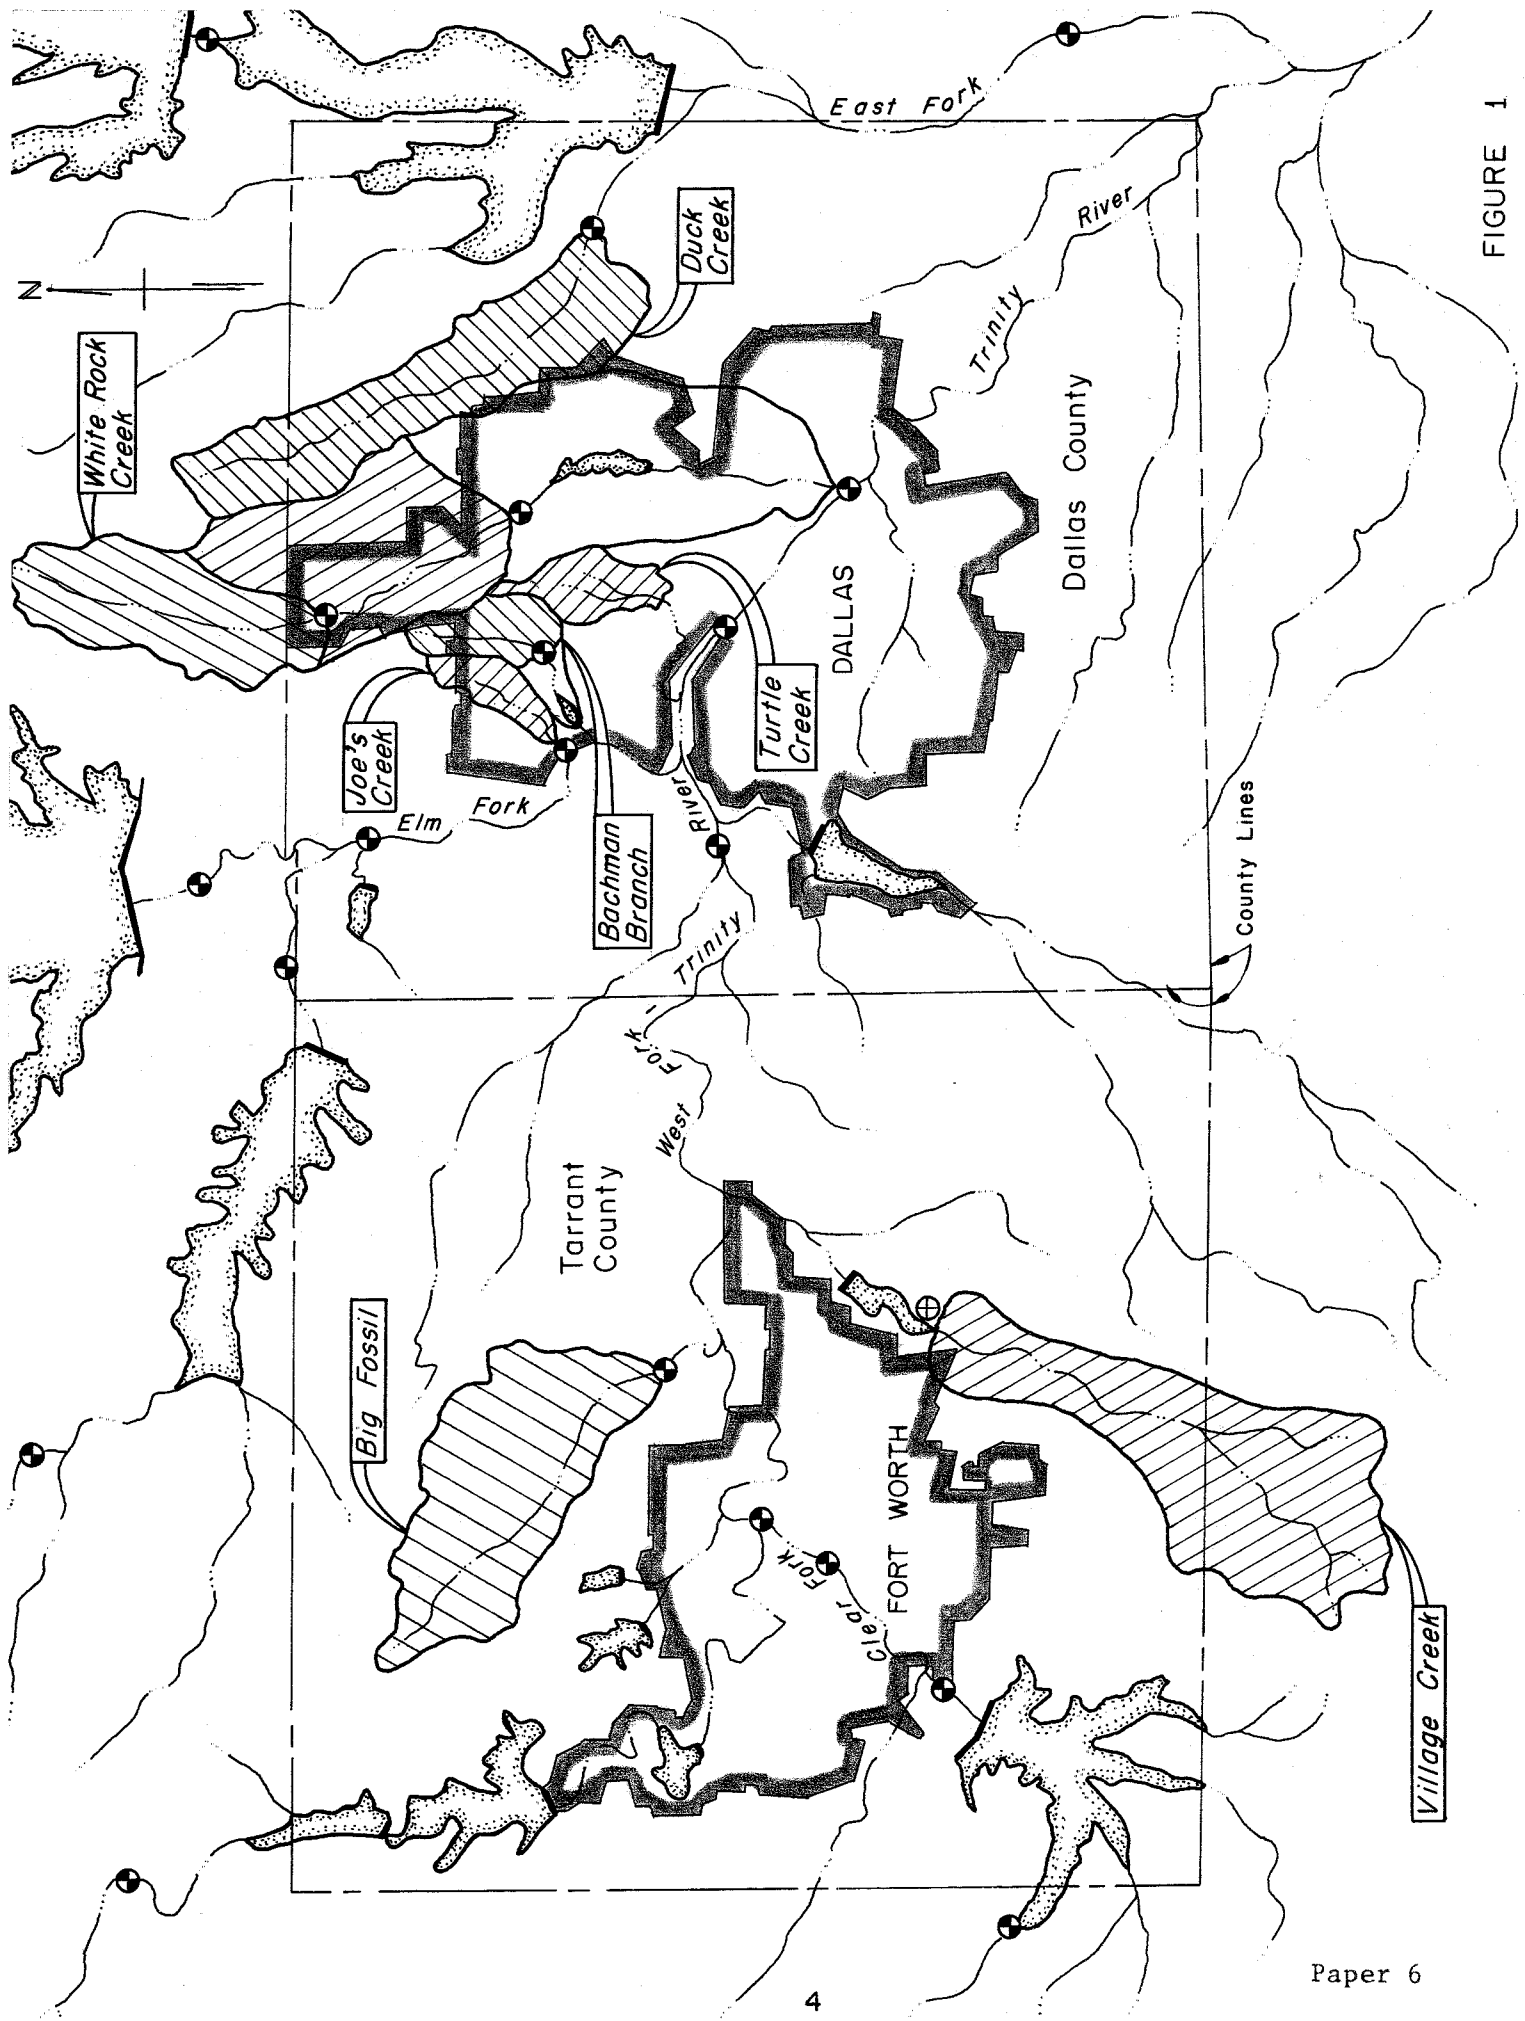 N
White Rock
Creek
Duck
Creek
East Fork
Joe's
Creek
Elm Fork
Bachman
Branch
Turtle
Creek
River
DALLAS
Trinity
River
Dallas County
County Lines
West Fork - Trinity
Tarrant
County
Big Fossil
FORT WORTH
Clear Fork
Village Creek
FIGURE 1
Paper 6
4